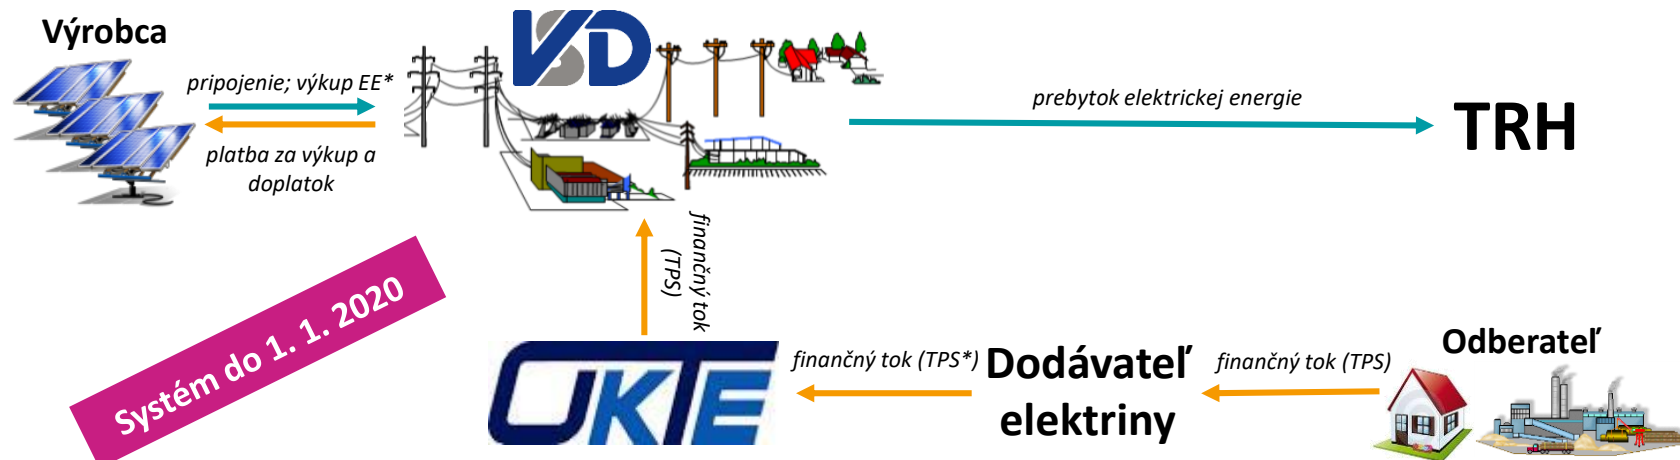 Výrobca
pripojenie; výkup EE*
platba za výkup a
doplatok
VSD
prebytok elektrickej energie
TRH
finančný tok
(TPS)
Systém do 1. 1. 2020
OKTE
finančný tok (TPS*)
Dodávateľ
elektriny
finančný tok (TPS)
Odberateľ